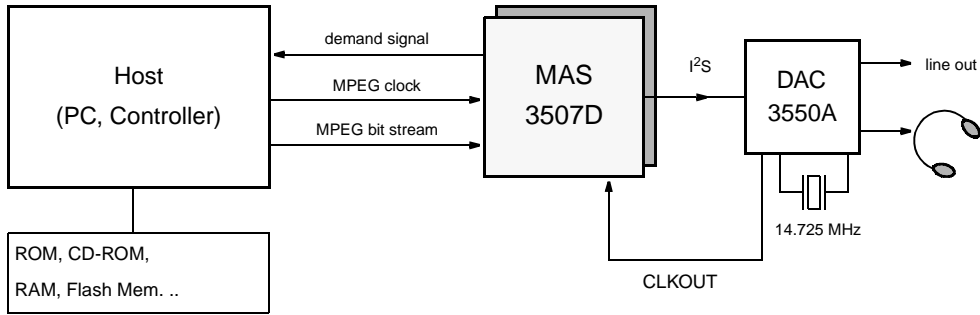 Host
(PC, Controller)
demand signal
MPEG clock
MPEG bit stream
MAS
3507D
I²S
DAC
3550A
line out
14.725 MHz
CLKOUT
ROM, CD-ROM,
RAM, Flash Mem. ..